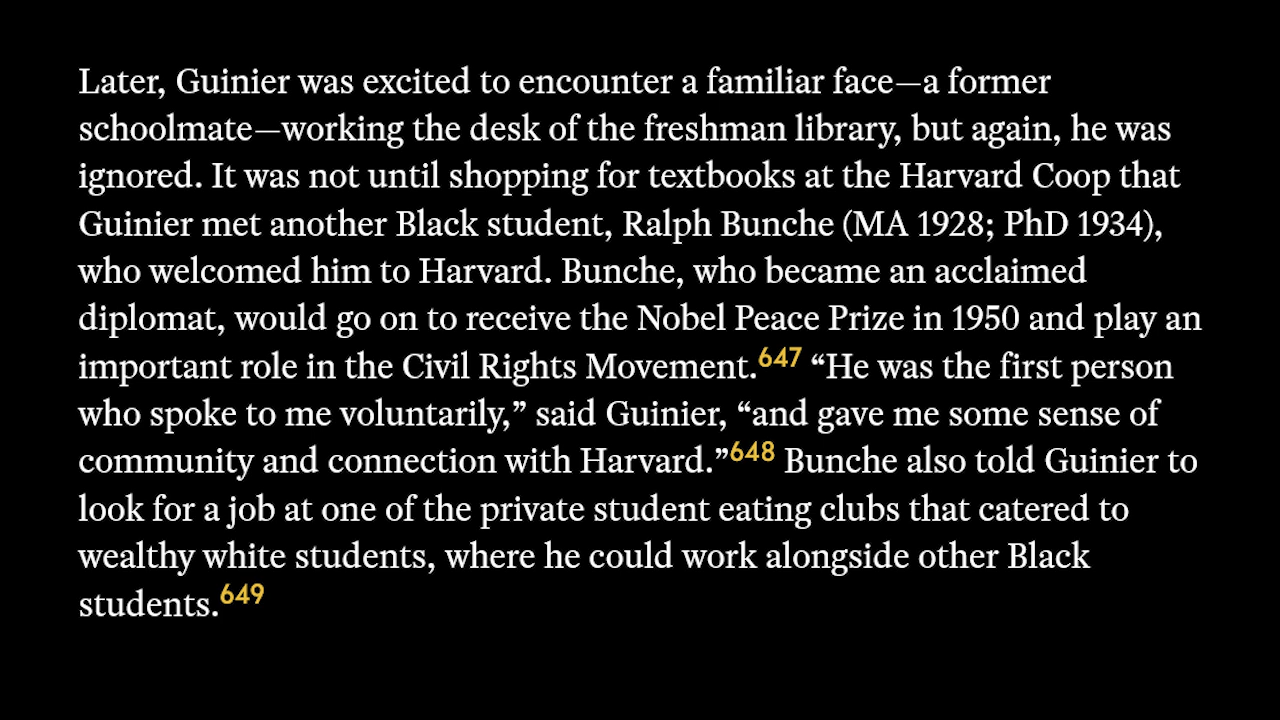 Later, Guinier was excited to encounter a familiar face—a former
schoolmate—working the desk of the freshman library, but again, he was
ignored. It was not until shopping for textbooks at the Harvard Coop that
Guinier met another Black student, Ralph Bunche (MA 1928; PhD 1934),
who welcomed him to Harvard. Bunche, who became an acclaimed
diplomat, would go on to receive the Nobel Peace Prize in 1950 and play an
important role in the Civil Rights Movement.647 “He was the first person
who spoke to me voluntarily,” said Guinier, “and gave me some sense of
community and connection with Harvard.”648 Bunche also told Guinier to
look for a job at one of the private student eating clubs that catered to
wealthy white students, where he could work alongside other Black
students.649